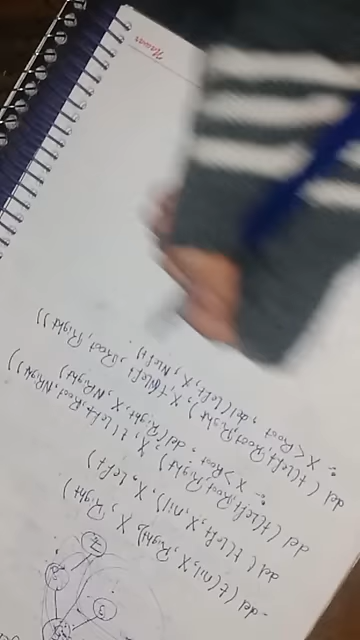 - del (t(nil, X, Right), X, Right)
del (t(left, X, nil), X, left)
del (t(left, Root, Right), X, t(left, Root, NRight))
:- X > Root, del (Right, X, NRight)
del (t(left, Root, Right), X, t(Nleft, Root, Right))
:- X < Root, del (left, X, Nleft).